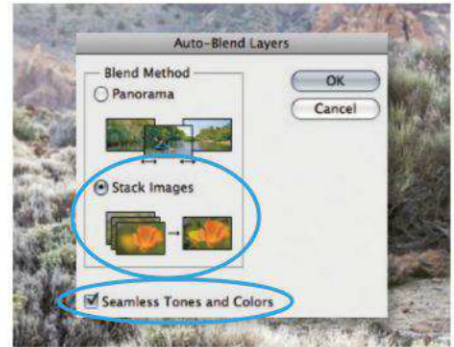 Auto-Blend Layers
Blend Method
Panorama
Stack Images
Seamless Tones and Colors
OK
Cancel